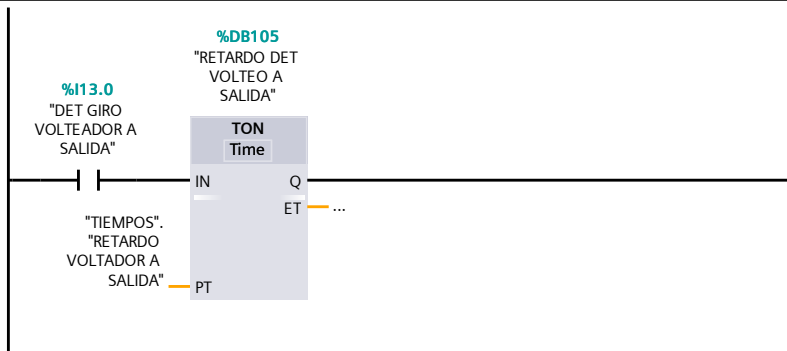 %DB105
"RETARDO DET
VOLTEO A
SALIDA"
%I13.0
"DET GIRO
VOLTEADOR A
SALIDA"
TON
Time
IN
Q
ET
...
"TIEMPOS".
"RETARDO
VOLTADOR A
SALIDA"
PT